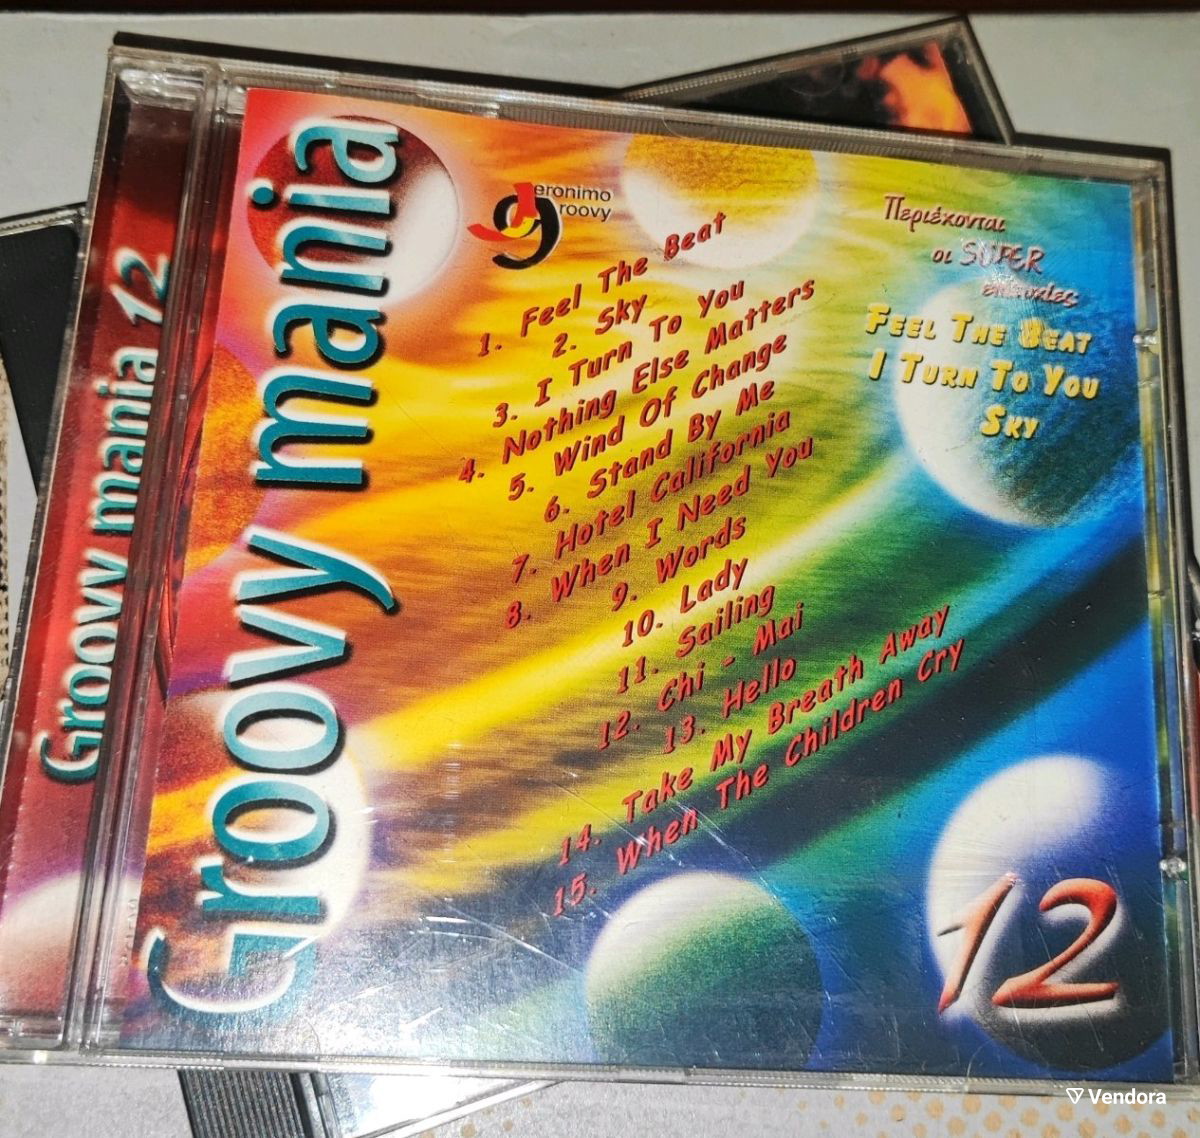 Groovy mania 12
Groovy mania
Jeronimo
groovy
1. Feel The Beat
2. Sky
3. I Turn To You
4. Nothing Else Matters
5. Wind Of Change
6. Stand By Me
7. Hotel California
8. When I Need You
9. Words
10. Lady
11. Sailing
12. Chi - Mai
13. Hello
14. Take My Breath Away
15. When The Children Cry
Περιέχονται
οι SUPER
επιτυχίες
FEEL THE BEAT
I TURN TO YOU
SKY
12
Vendora